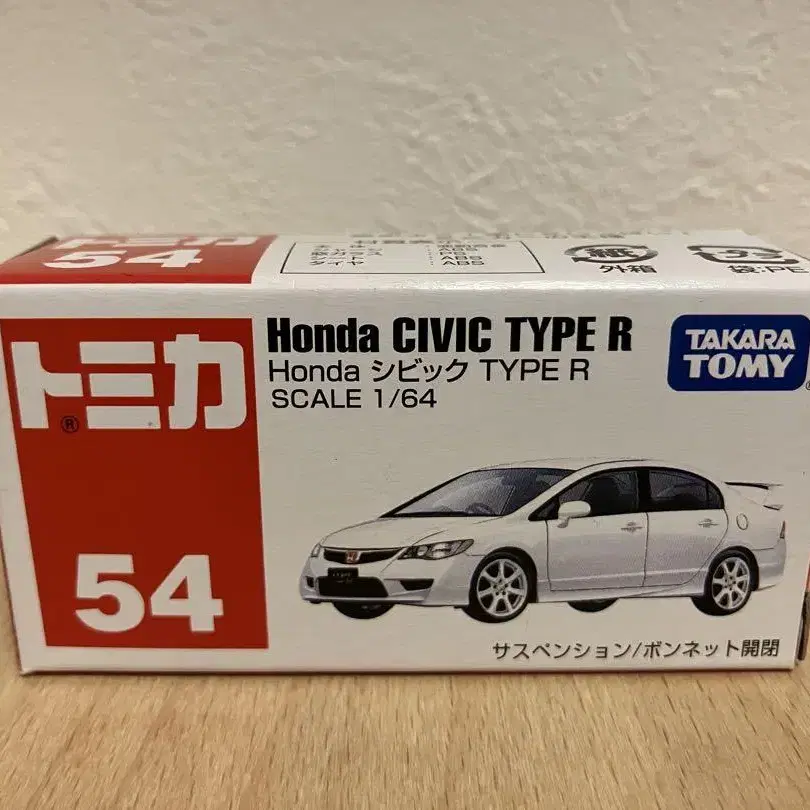 トミカ
54
外箱
袋:PE
紙
トミカ®
54
Honda CIVIC TYPE R
Honda シビック TYPE R
SCALE 1/64
TAKARA
TOMY®
サスペンション/ボンネット開閉